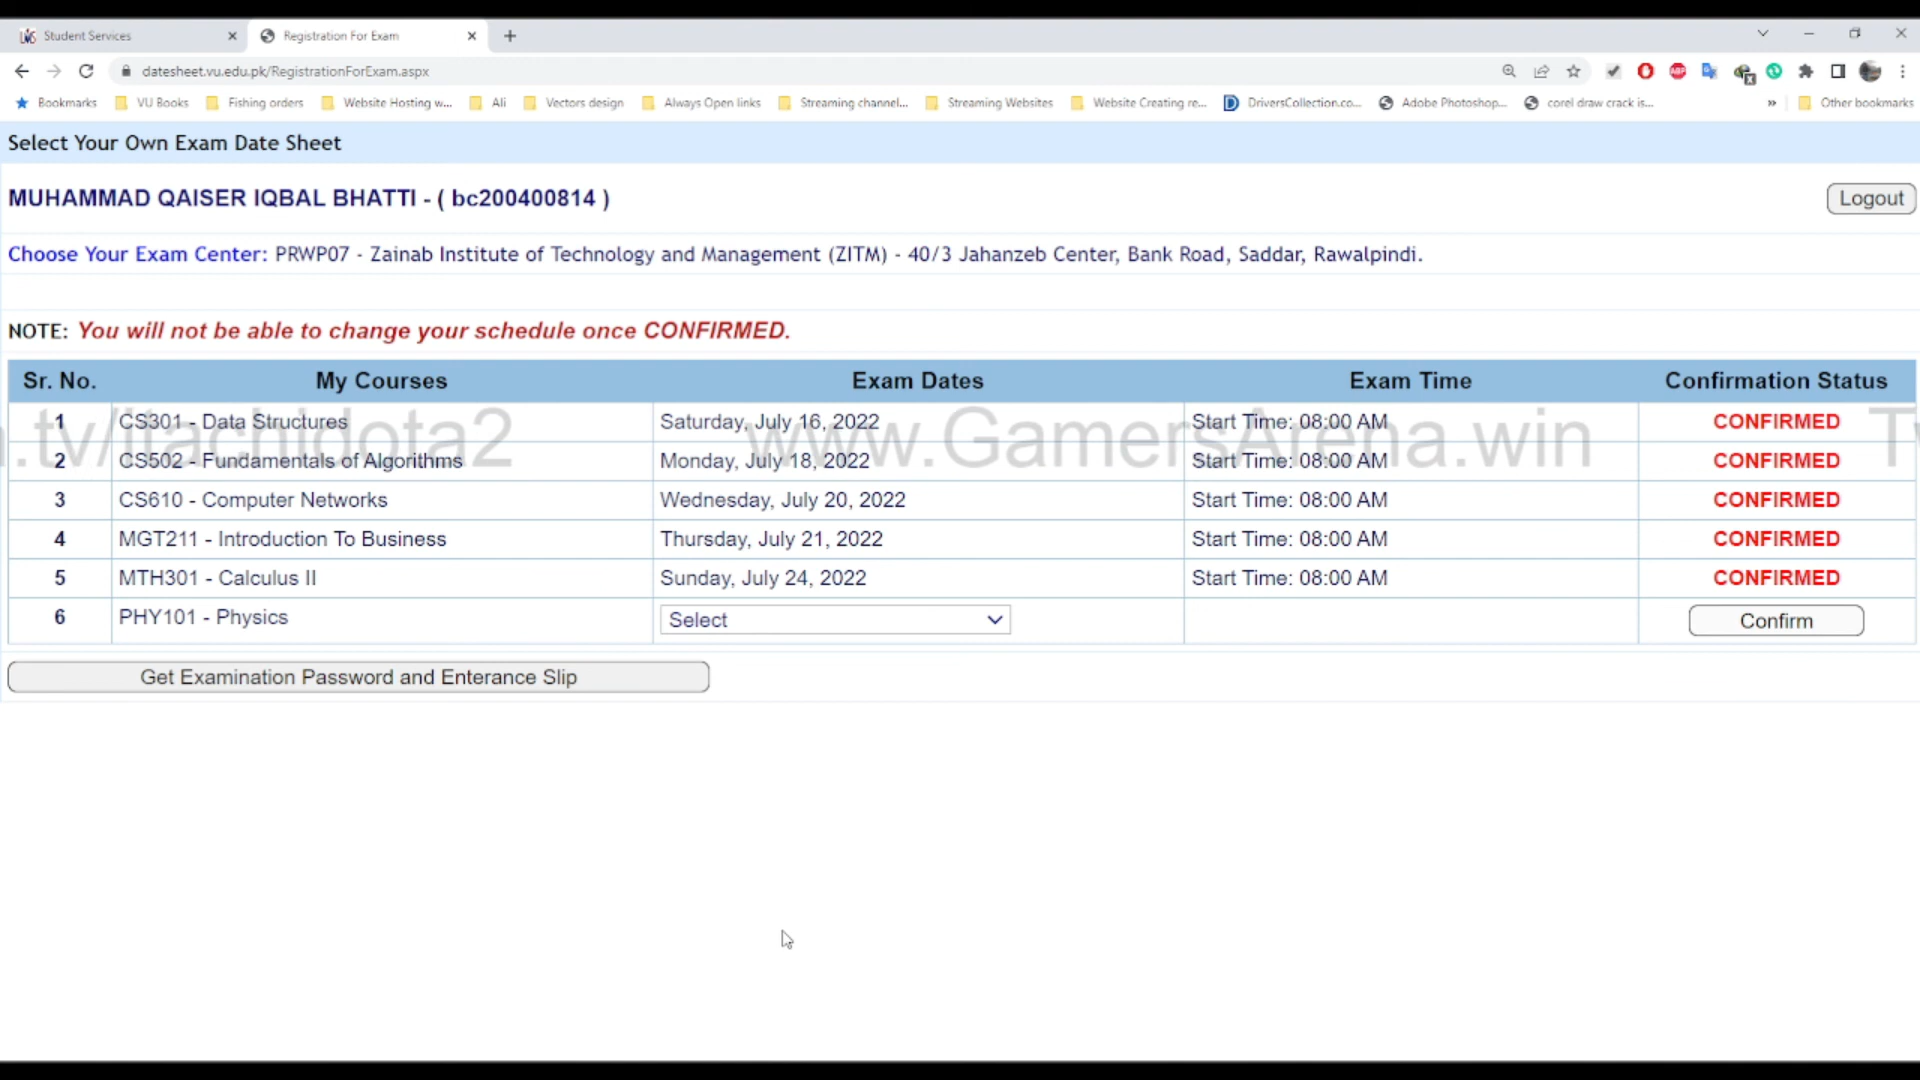 Student Services
Registration For Exam
datesheet.vu.edu.pk/RegistrationForExam.aspx
Bookmarks VU Books Fishing orders Website Hosting w... Ali Vectors design Always Open links Streaming channel... Streaming Websites Website Creating re... DriversCollection.co... Adobe Photoshop... corel draw crack is... » Other bookmarks
Select Your Own Exam Date Sheet
MUHAMMAD QAISER IQBAL BHATTI - ( bc200400814 )
Logout
Choose Your Exam Center: PRWP07 - Zainab Institute of Technology and Management (ZITM) - 40/3 Jahanzeb Center, Bank Road, Saddar, Rawalpindi.
NOTE: You will not be able to change your schedule once CONFIRMED.
Sr. No. My Courses Exam Dates Exam Time Confirmation Status
1 CS301 - Data Structures Saturday, July 16, 2022 Start Time: 08:00 AM CONFIRMED
.tv/itachidota2 www.GamersArena.win Tw
2 CS502 - Fundamentals of Algorithms Monday, July 18, 2022 Start Time: 08:00 AM CONFIRMED
3 CS610 - Computer Networks Wednesday, July 20, 2022 Start Time: 08:00 AM CONFIRMED
4 MGT211 - Introduction To Business Thursday, July 21, 2022 Start Time: 08:00 AM CONFIRMED
5 MTH301 - Calculus II Sunday, July 24, 2022 Start Time: 08:00 AM CONFIRMED
6 PHY101 - Physics Select Confirm
Get Examination Password and Enterance Slip